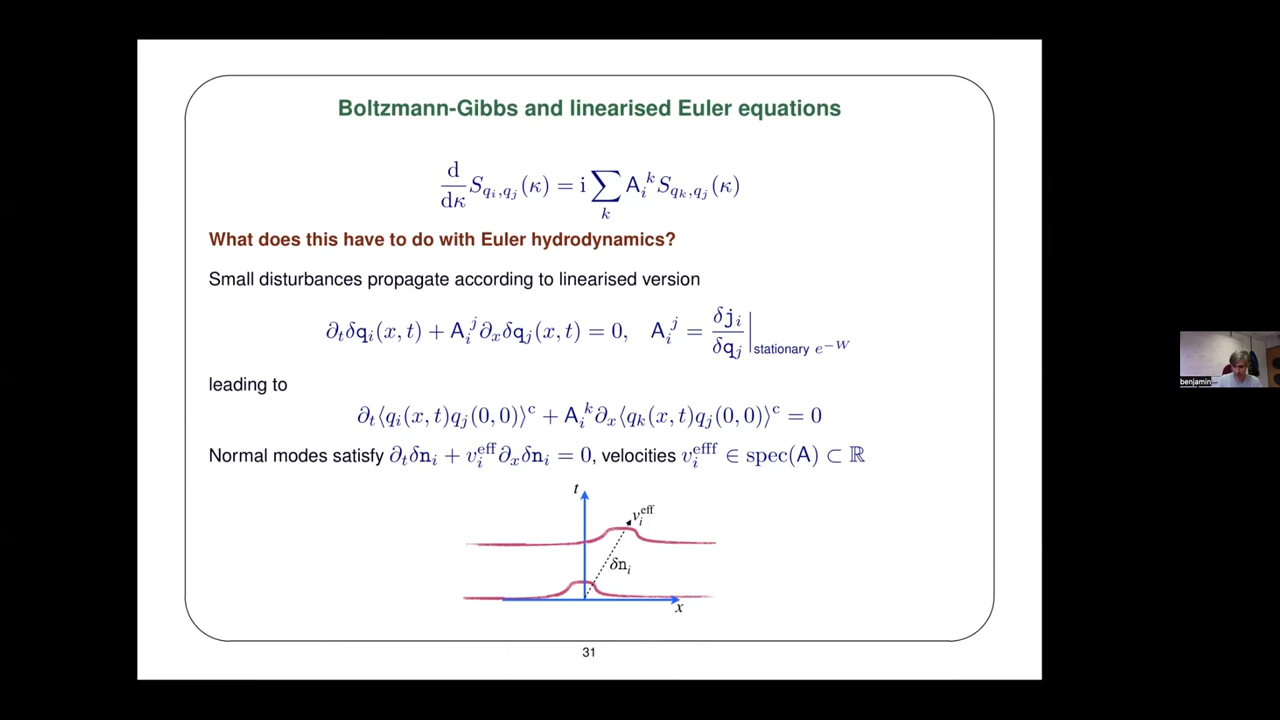 Boltzmann-Gibbs and linearised Euler equations
d/dκ S_{q_i,q_j}(κ) = i ∑_k A_i^k S_{q_k,q_j}(κ)
What does this have to do with Euler hydrodynamics?
Small disturbances propagate according to linearised version
∂_t δq_i(x, t) + A_i^j ∂_x δq_j(x, t) = 0, A_i^j = δj_i/δq_j |_{stationary e^{−W}}
leading to
∂_t⟨q_i(x, t)q_j(0, 0)⟩^c + A_i^k ∂_x⟨q_k(x, t)q_j(0, 0)⟩^c = 0
Normal modes satisfy ∂_t δn_i + v_i^{eff} ∂_x δn_i = 0, velocities v_i^{efff} ∈ spec(A) ⊂ ℝ
t
v_i^{eff}
δn_i
x
31
benjamin